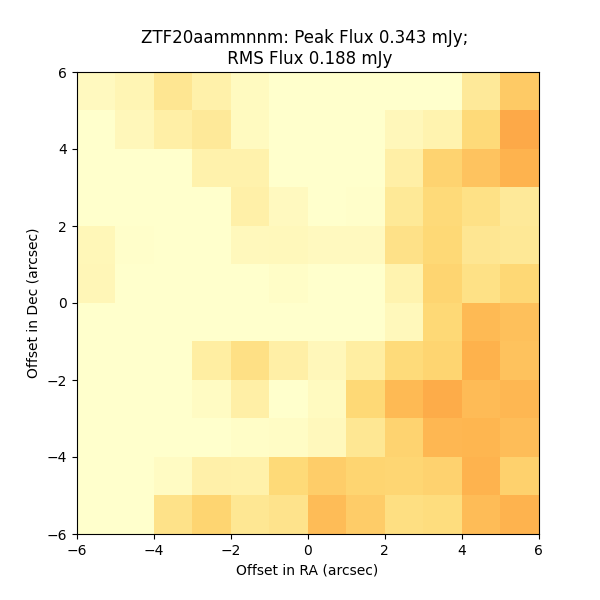 ZTF20aammnnm: Peak Flux 0.343 mJy;
RMS Flux 0.188 mJy
6
4
2
0
−2
−4
−6
Offset in Dec (arcsec)
−6 −4 −2 0 2 4 6
Offset in RA (arcsec)